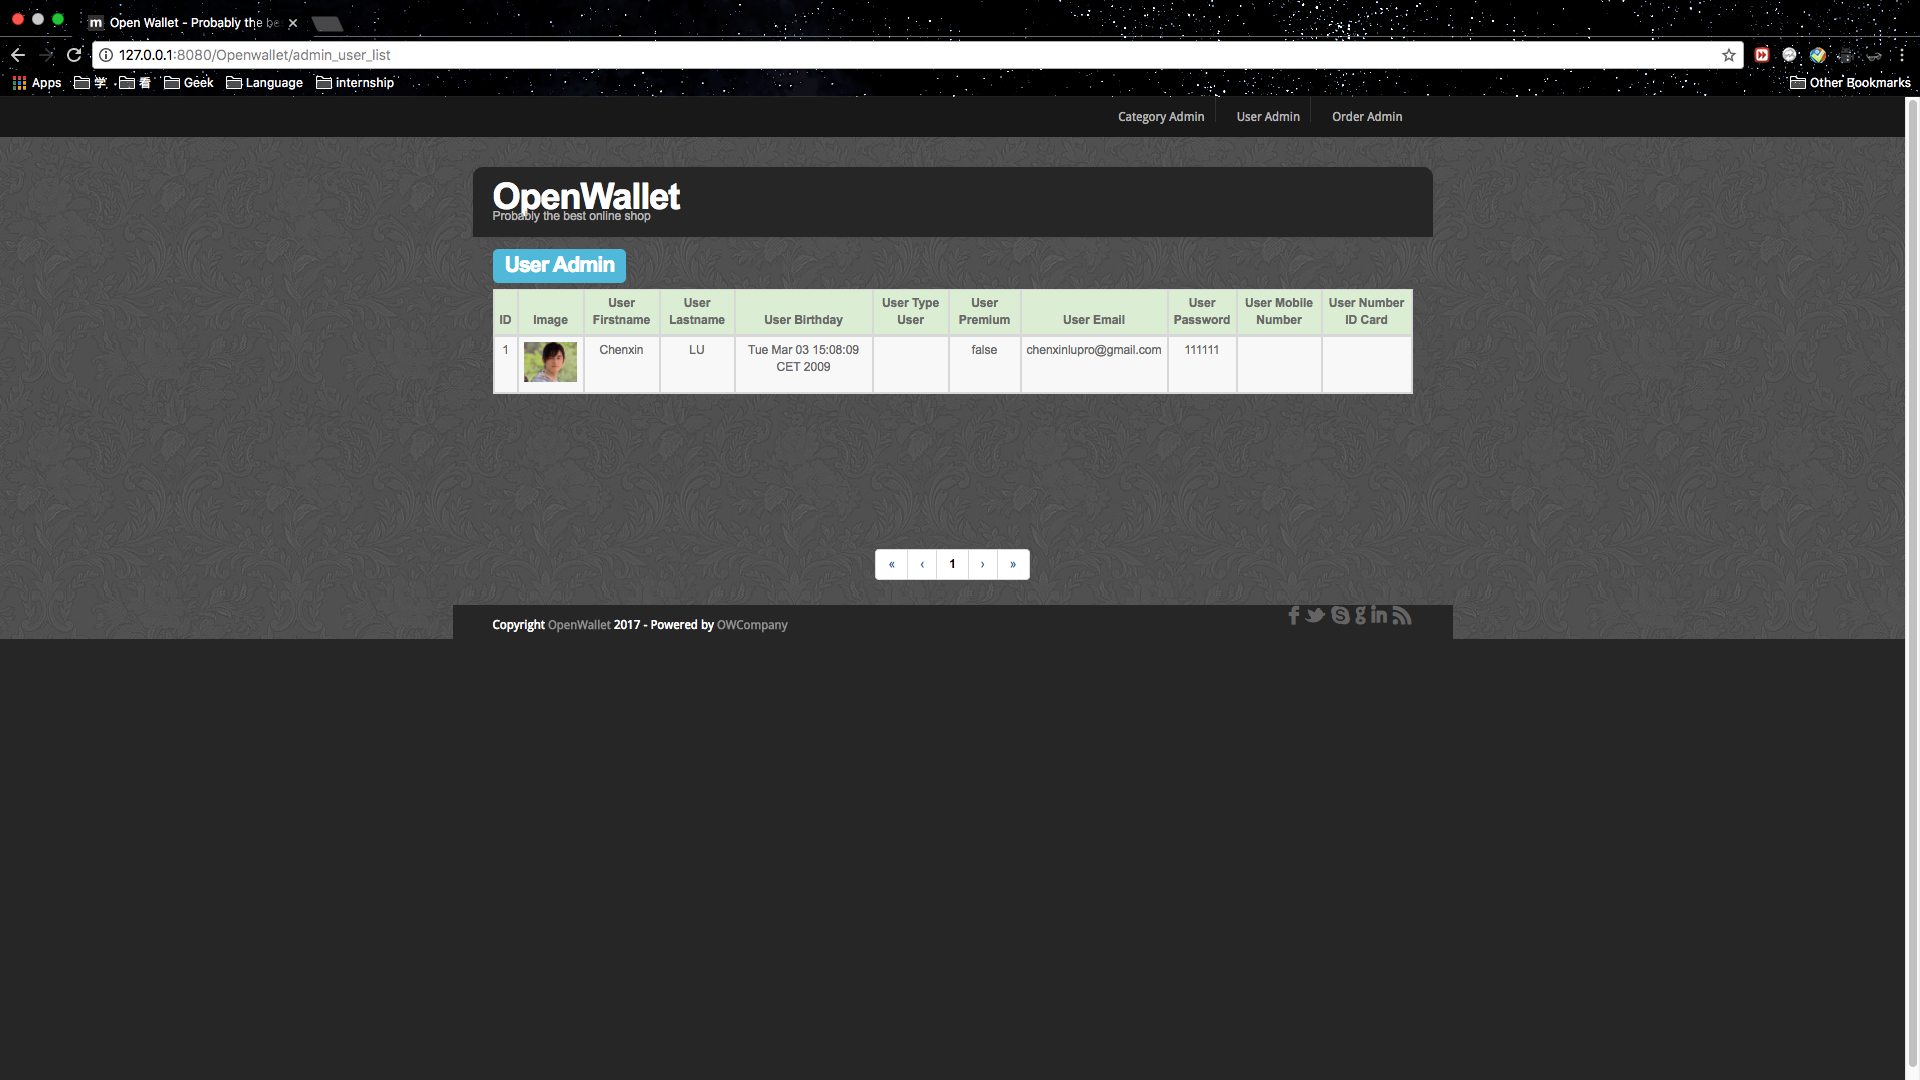 m Open Wallet - Probably the be
127.0.0.1:8080/Openwallet/admin_user_list
Apps 学 看 Geek Language internship Other Bookmarks
Category Admin User Admin Order Admin
OpenWallet
Probably the best online shop
User Admin
ID Image User Firstname User Lastname User Birthday User Type User User Premium User Email User Password User Mobile Number User Number ID Card
1 Chenxin LU Tue Mar 03 15:08:09 CET 2009 false chenxinlupro@gmail.com 111111
« ‹ 1 › »
Copyright OpenWallet 2017 - Powered by OWCompany